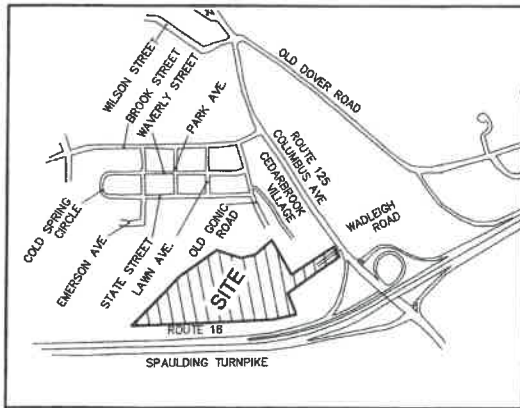 WILSON STREET
BROOK STREET
WAVERLY STREET
PARK AVE.
OLD DOVER ROAD
ROUTE 125
COLUMBUS AVE
CEDARBROOK
VILLAGE
WADLEIGH
ROAD
COLD SPRING
CIRCLE
EMERSON AVE.
STATE STREET
LAWN AVE.
OLD GONIC
ROAD
SITE
ROUTE 16
SPAULDING TURNPIKE